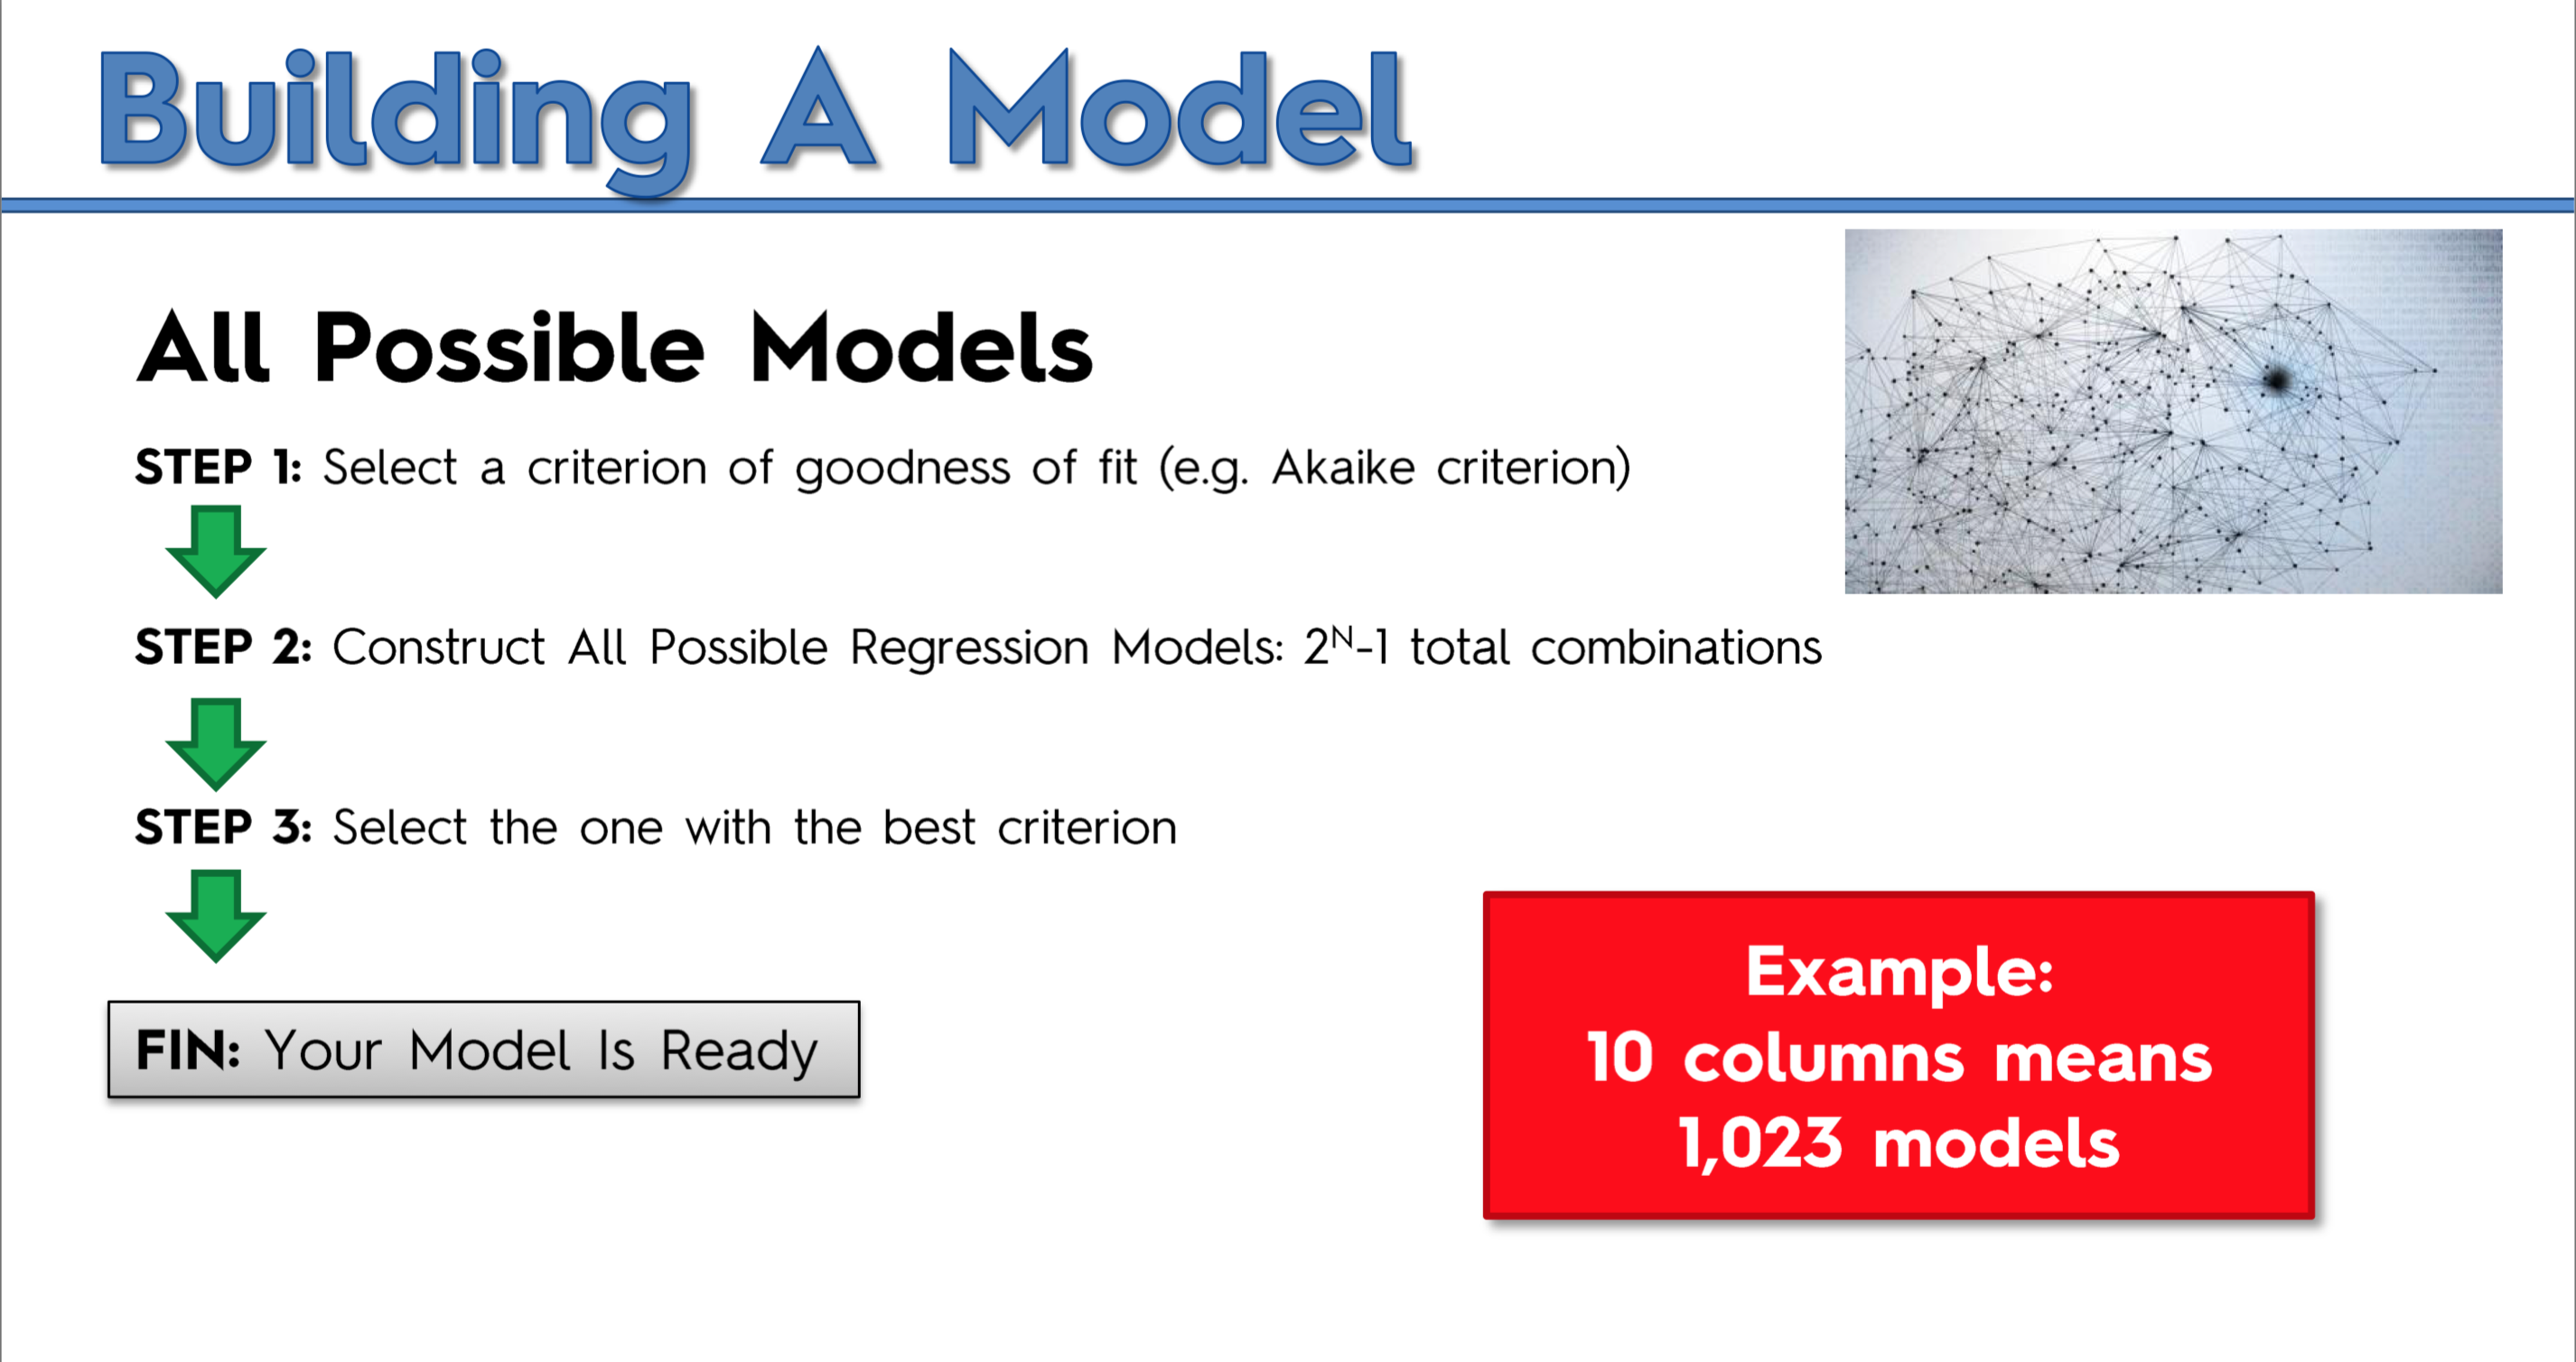 Building A Model
All Possible Models
STEP 1: Select a criterion of goodness of fit (e.g. Akaike criterion)
STEP 2: Construct All Possible Regression Models: 2ᴺ-1 total combinations
STEP 3: Select the one with the best criterion
FIN: Your Model Is Ready
Example:
10 columns means
1,023 models